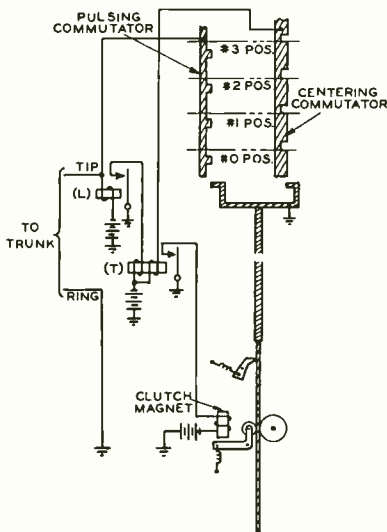 PULSING
COMMUTATOR
#3 POS.
#2 POS.
CENTERING
COMMUTATOR
#1 POS.
#0 POS.
TIP
(L)
TO
TRUNK
(T)
RING
CLUTCH
MAGNET